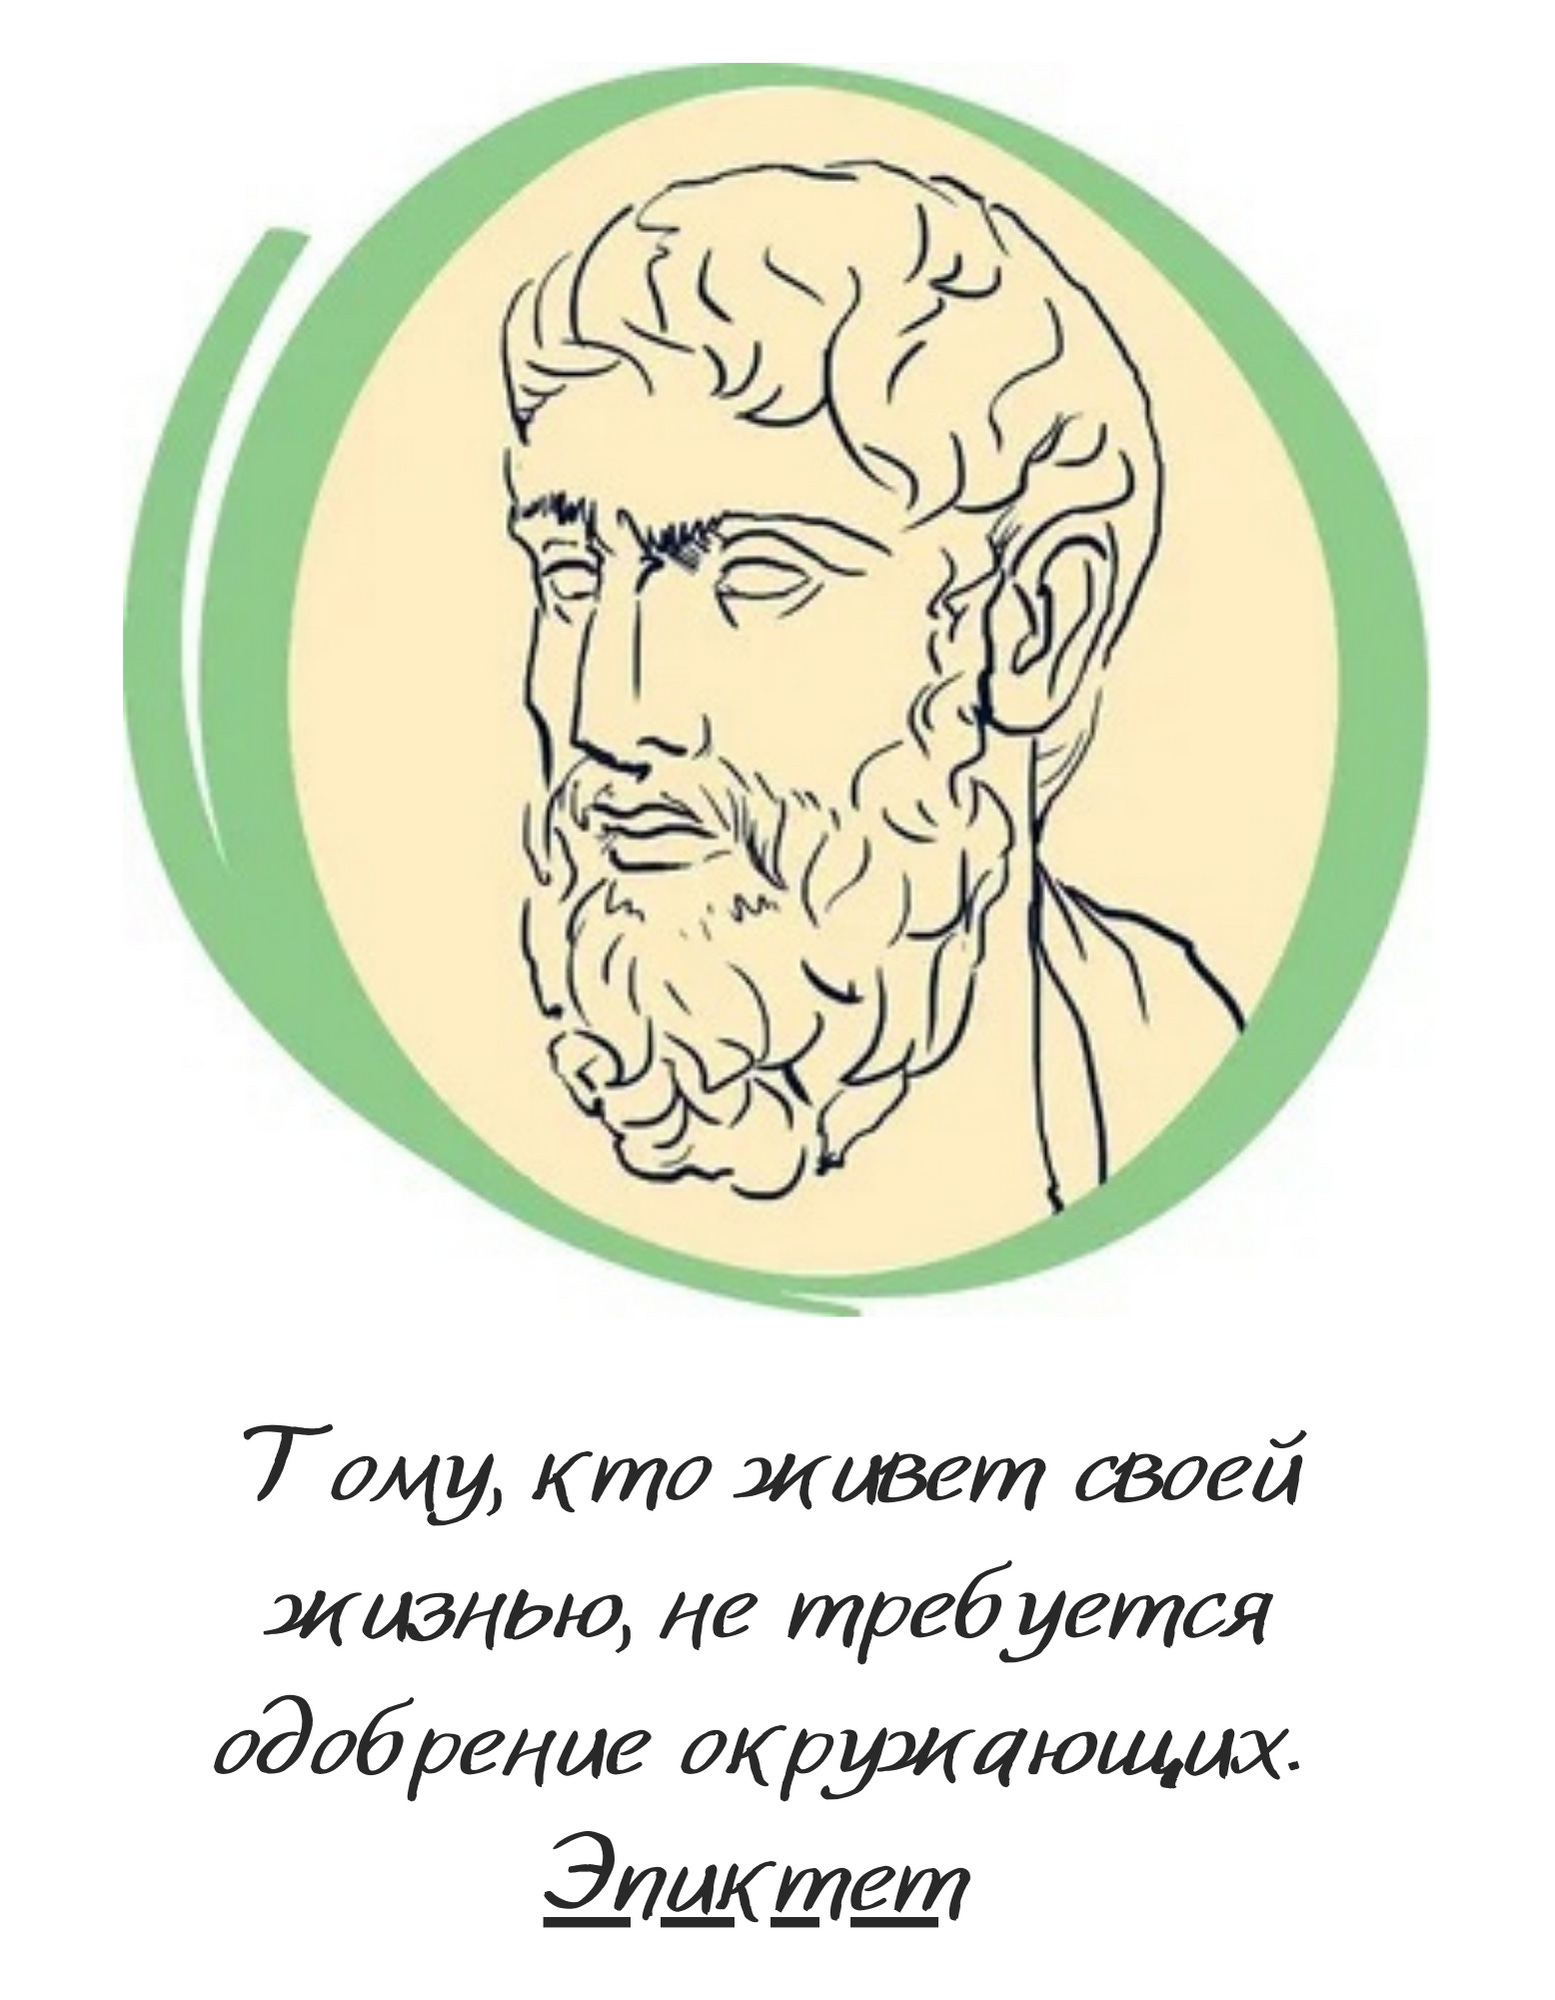 Тому, кто живет своей
жизнью, не требуется
одобрение окружающих.
Эпиктет